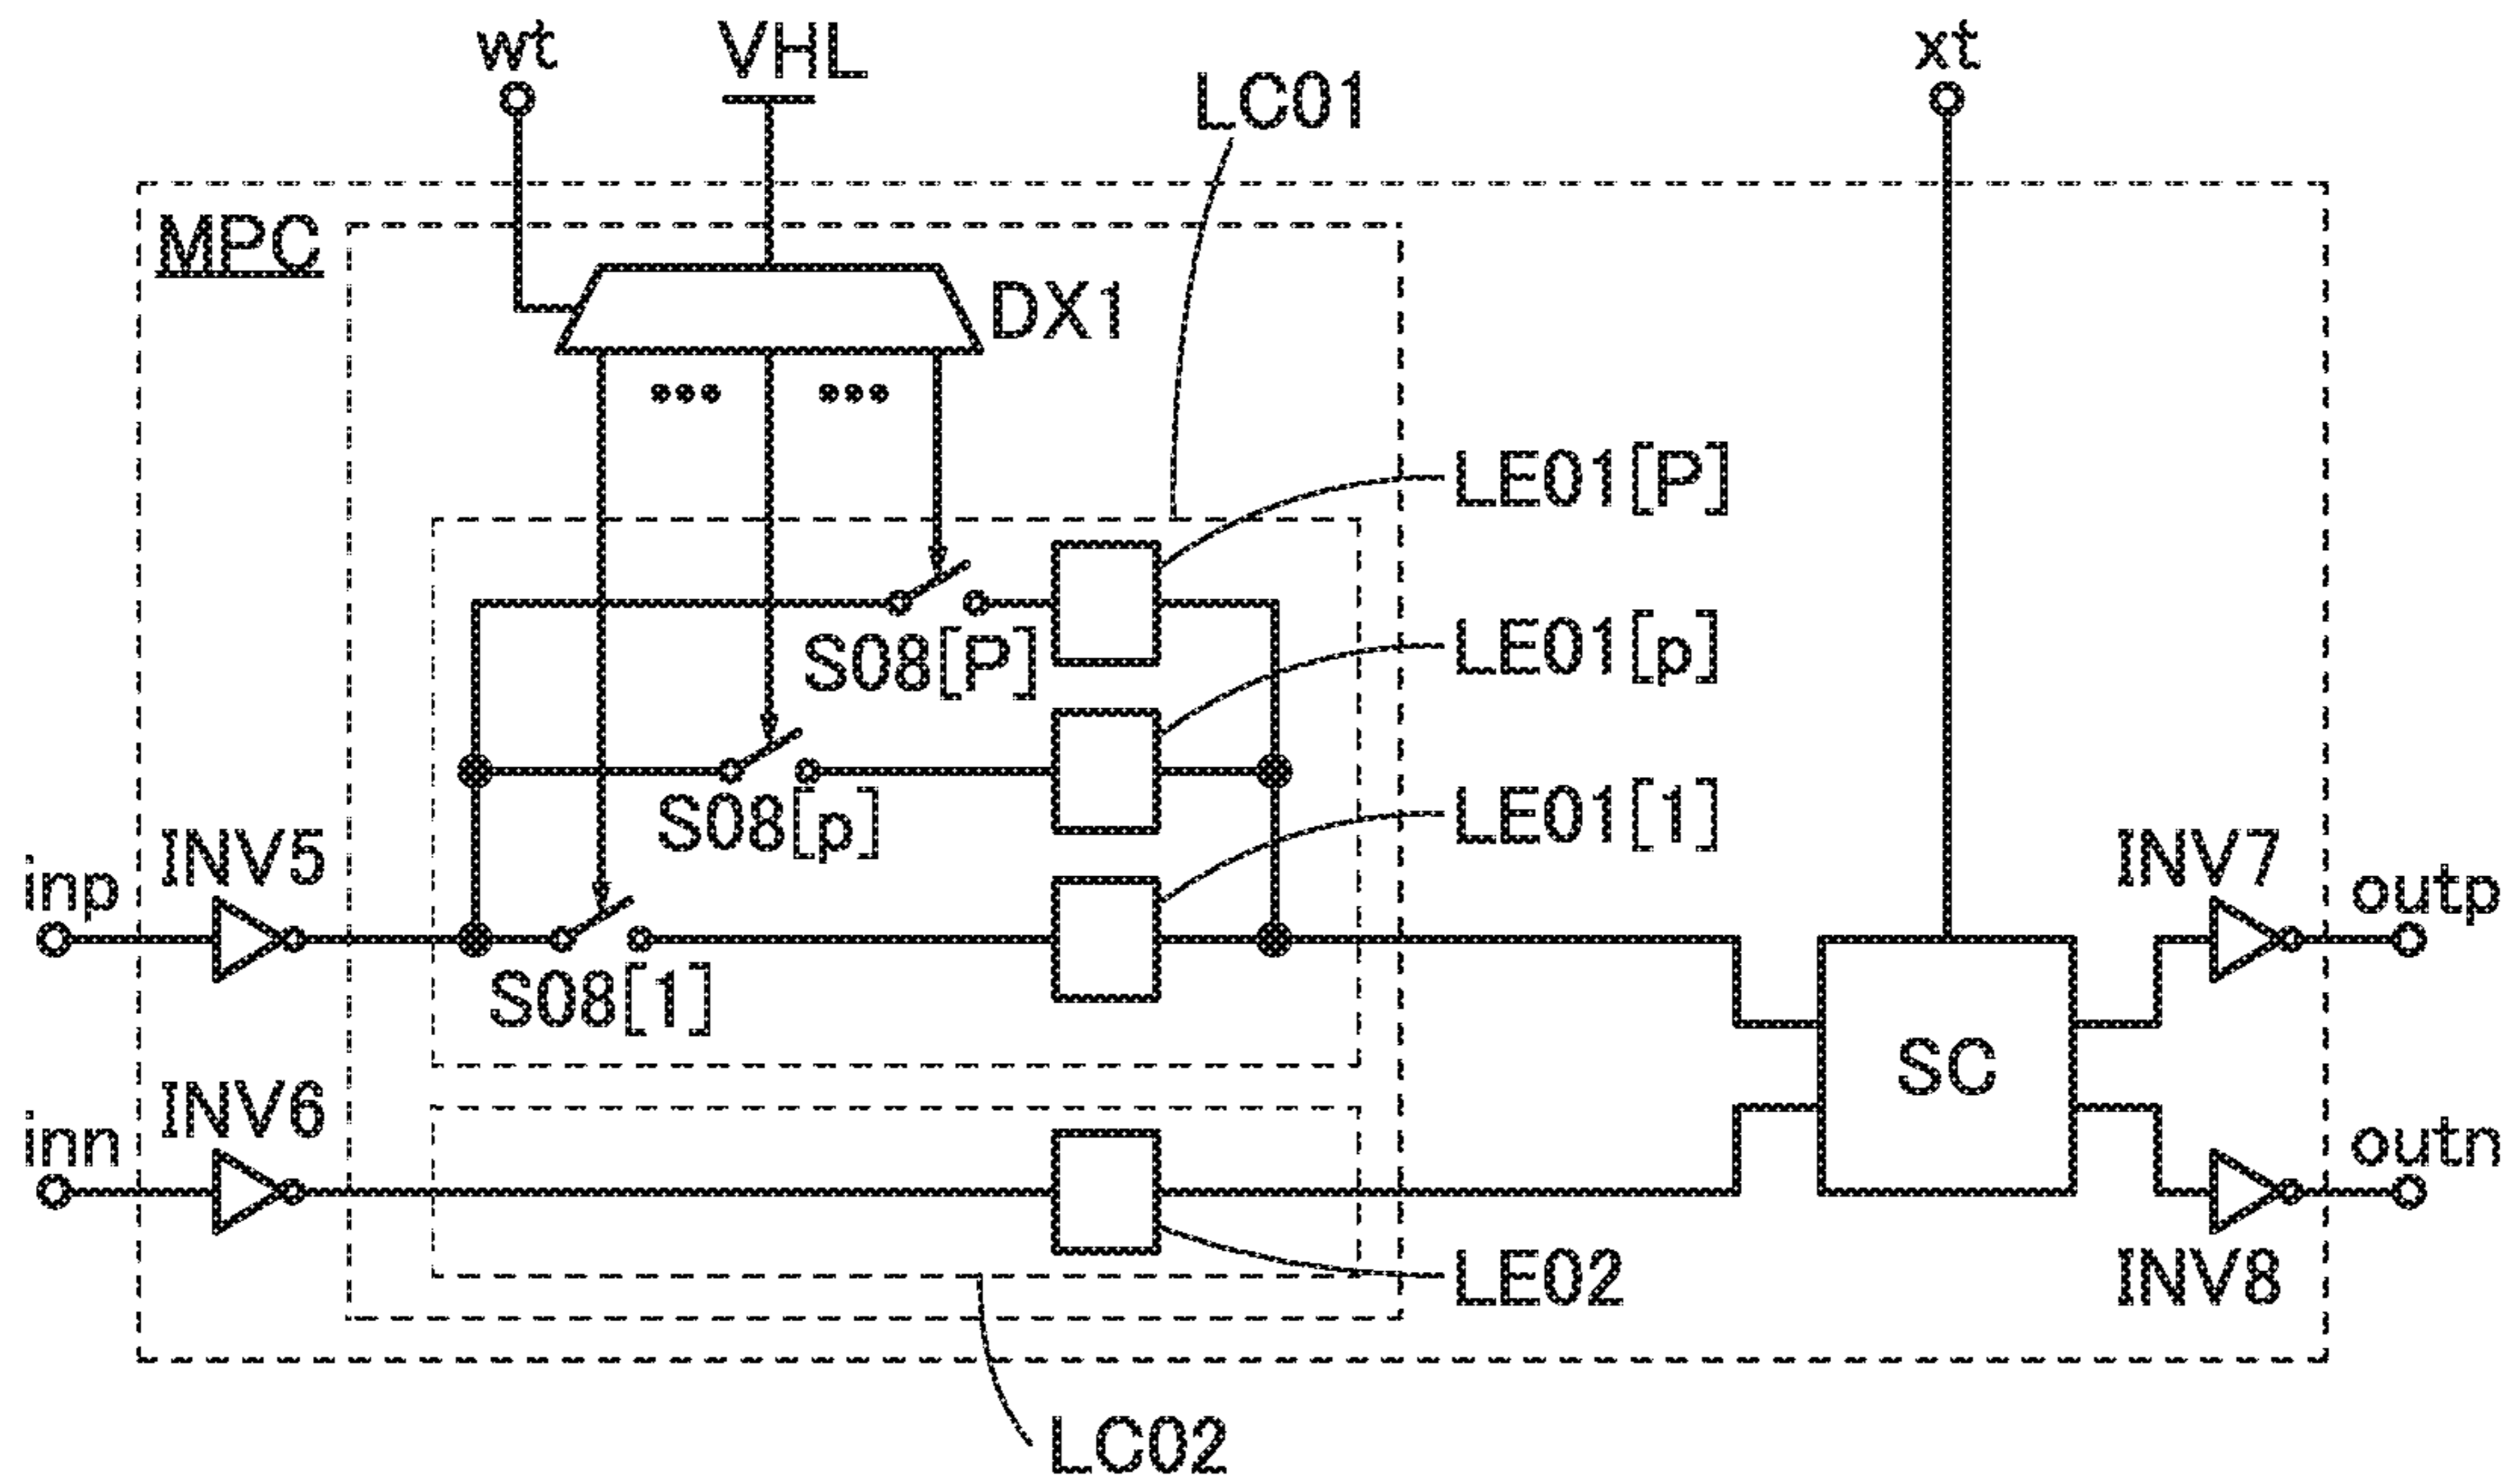 wt
VHL
xt
LC01
MPC
DX1
•••
•••
LE01[P]
S08[P]
LE01[p]
S08[p]
LE01[1]
INV5
INV7
inp
outp
S08[1]
SC
INV6
inn
outn
LE02
INV8
LC02